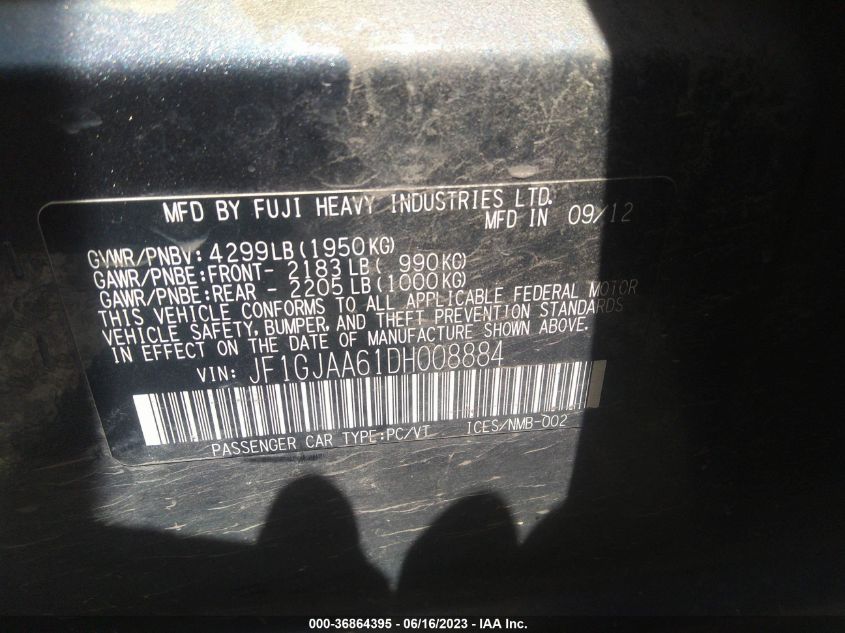 MFD BY FUJI HEAVY INDUSTRIES LTD.
MFD IN 09/12
GVWR/PNBV: 4299LB (1950KG)
GAWR/PNBE:FRONT- 2183 LB ( 990KG)
GAWR/PNBE:REAR - 2205 LB (1000KG)
THIS VEHICLE CONFORMS TO ALL APPLICABLE FEDERAL MOTOR
VEHICLE SAFETY, BUMPER, AND THEFT PREVENTION STANDARDS
IN EFFECT ON THE DATE OF MANUFACTURE SHOWN ABOVE.
VIN: JF1GJAA61DH008884
PASSENGER CAR TYPE:PC/VT ICES/NMB-002
000-36864395 - 06/16/2023 - IAA Inc.